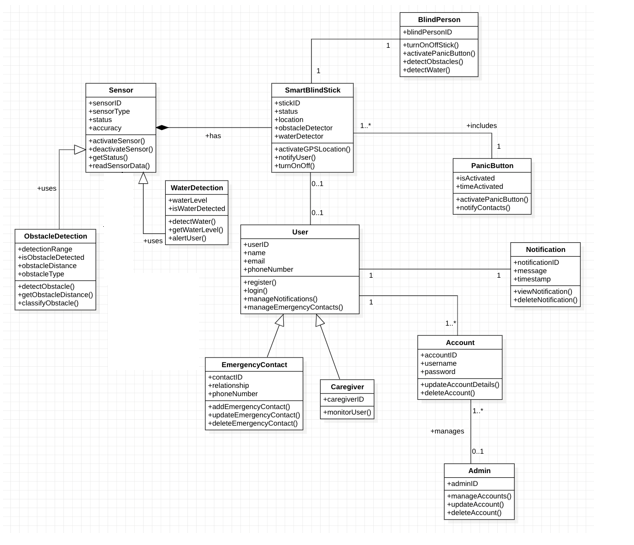 BlindPerson
+blindPersonID
+turnOnOffStick()
+activatePanicButton()
+detectObstacles()
+detectWater()
1
1
Sensor
+sensorID
+sensorType
+status
+accuracy
+activateSensor()
+deactivateSensor()
+getStatus()
+readSensorData()
+has
SmartBlindStick
+stickID
+status
+location
+obstacleDetector
+waterDetector
+activateGPSLocation()
+notifyUser()
+turnOnOff()
1..*
+includes
1
PanicButton
+isActivated
+timeActivated
+activatePanicButton()
+notifyContacts()
+uses
WaterDetection
+waterLevel
+isWaterDetected
+detectWater()
+getWaterLevel()
+alertUser()
+uses
0..1
0..1
ObstacleDetection
+detectionRange
+isObstacleDetected
+obstacleDistance
+obstacleType
+detectObstacle()
+getObstacleDistance()
+classifyObstacle()
User
+userID
+name
+email
+phoneNumber
+register()
+login()
+manageNotifications()
+manageEmergencyContacts()
1
1
Notification
+notificationID
+message
+timestamp
+viewNotification()
+deleteNotification()
1
1..*
Account
+accountID
+username
+password
+updateAccountDetails()
+deleteAccount()
EmergencyContact
+contactID
+relationship
+phoneNumber
+addEmergencyContact()
+updateEmergencyContact()
+deleteEmergencyContact()
Caregiver
+caregiverID
+monitorUser()
1..*
+manages
0..1
Admin
+adminID
+manageAccounts()
+updateAccount()
+deleteAccount()